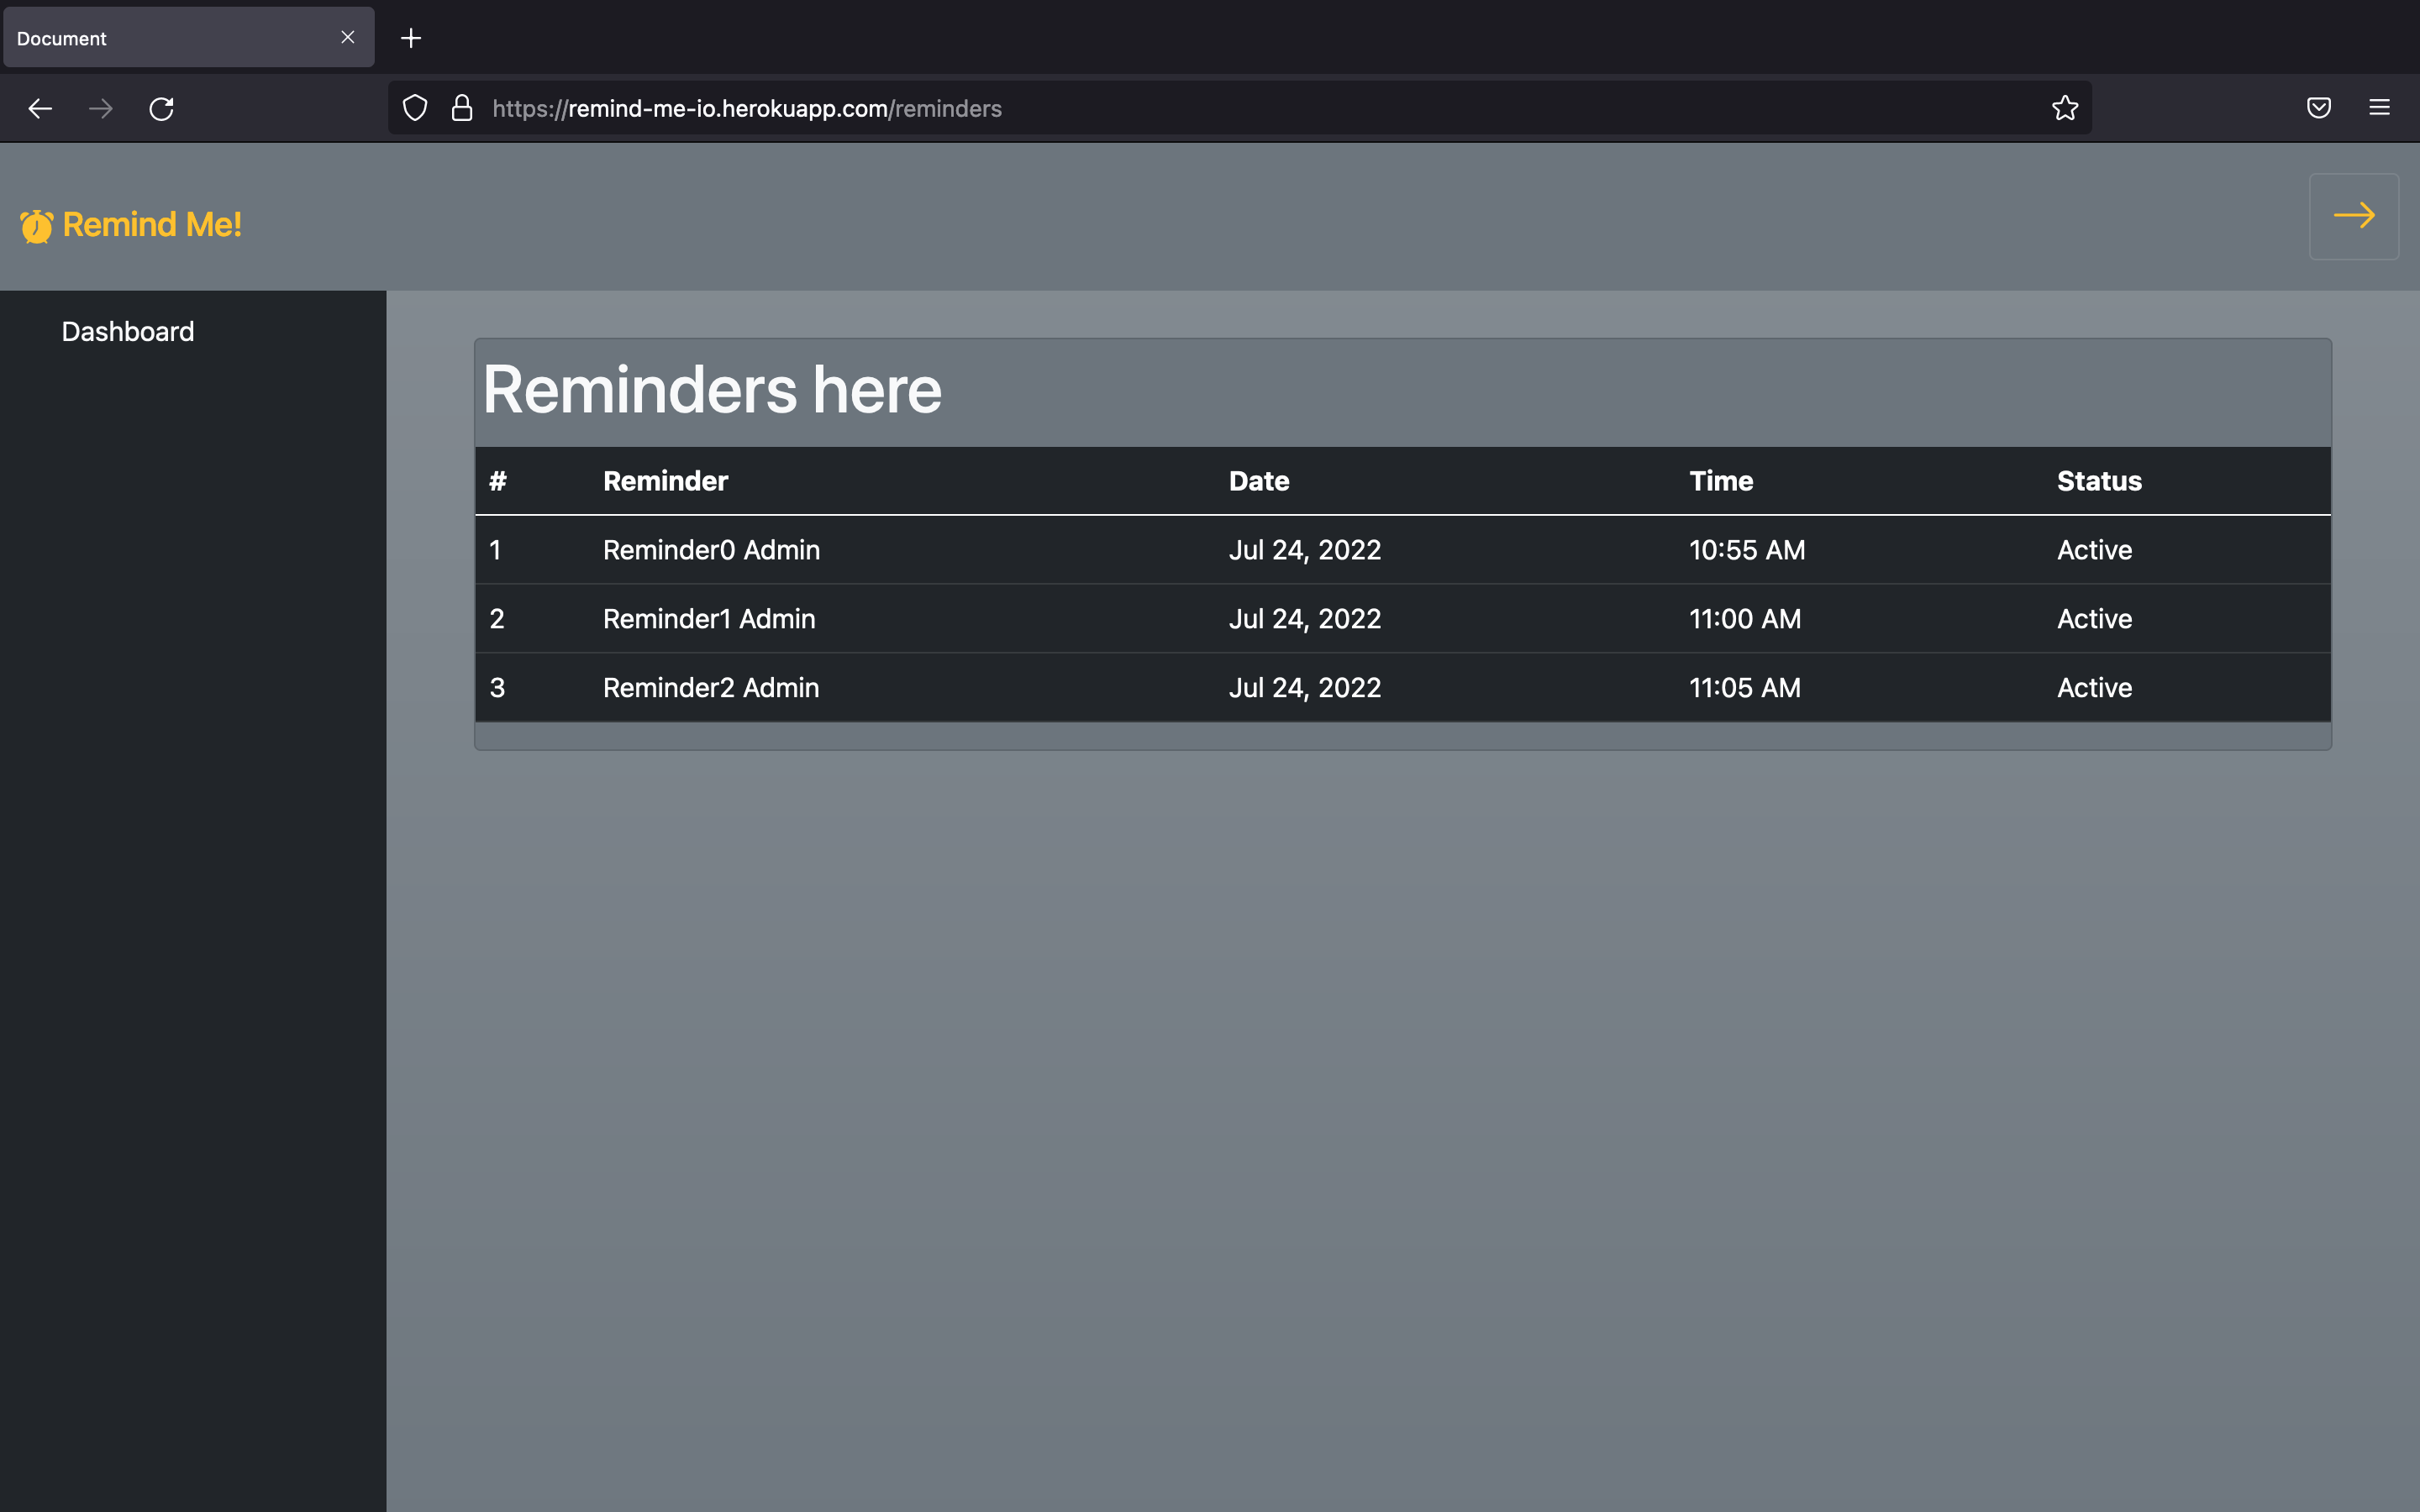 Document
https://remind-me-io.herokuapp.com/reminders
Remind Me!
Dashboard
Reminders here
# Reminder Date Time Status
1 Reminder0 Admin Jul 24, 2022 10:55 AM Active
2 Reminder1 Admin Jul 24, 2022 11:00 AM Active
3 Reminder2 Admin Jul 24, 2022 11:05 AM Active